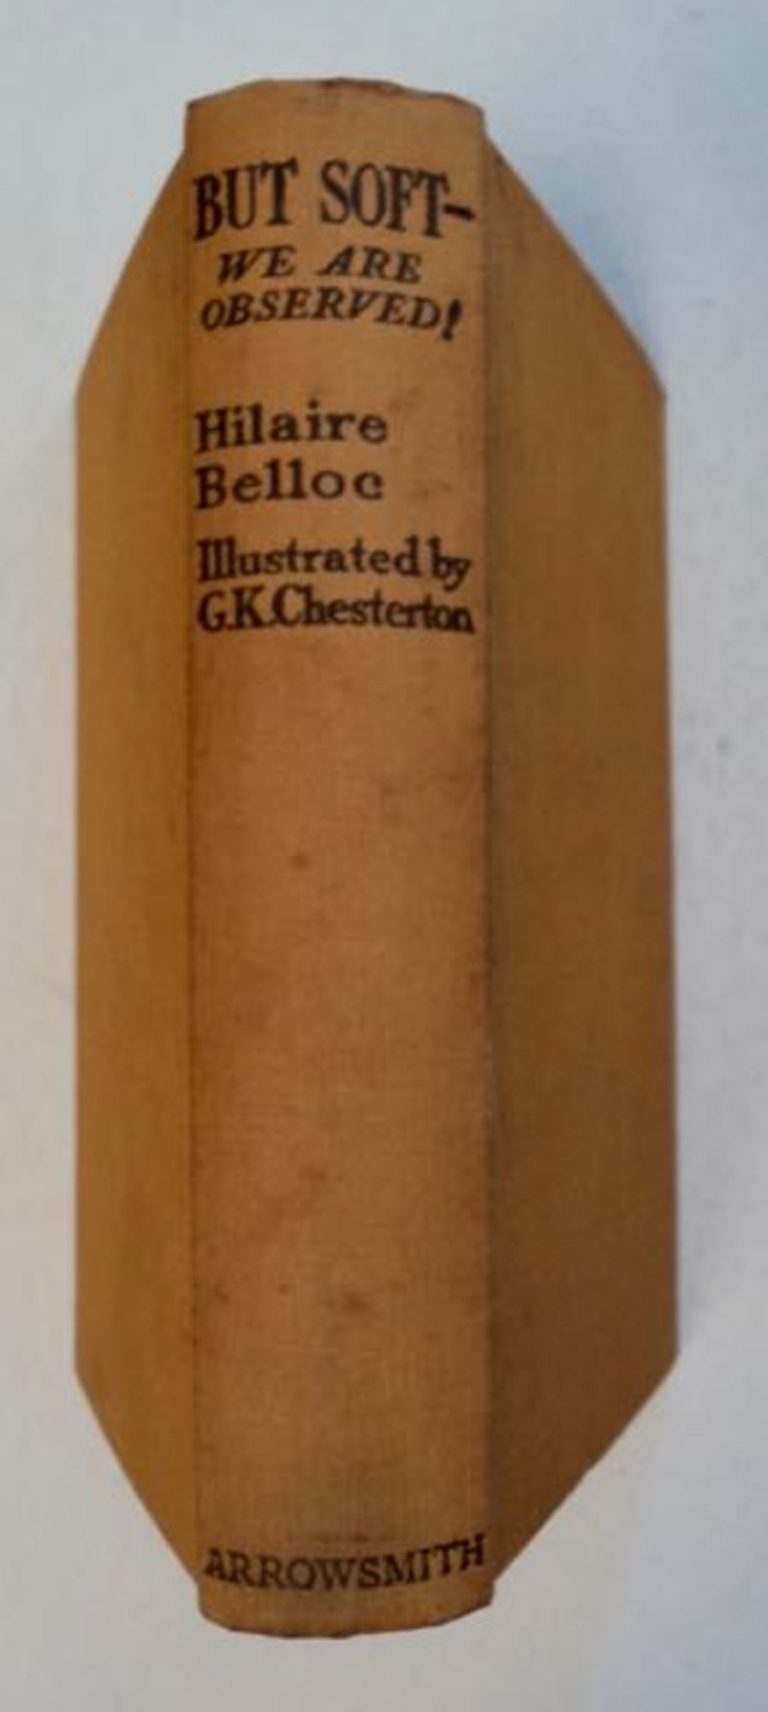 BUT SOFT-
WE ARE
OBSERVED!
Hilaire
Belloc
Illustrated by
G.K.Chesterton
ARROWSMITH